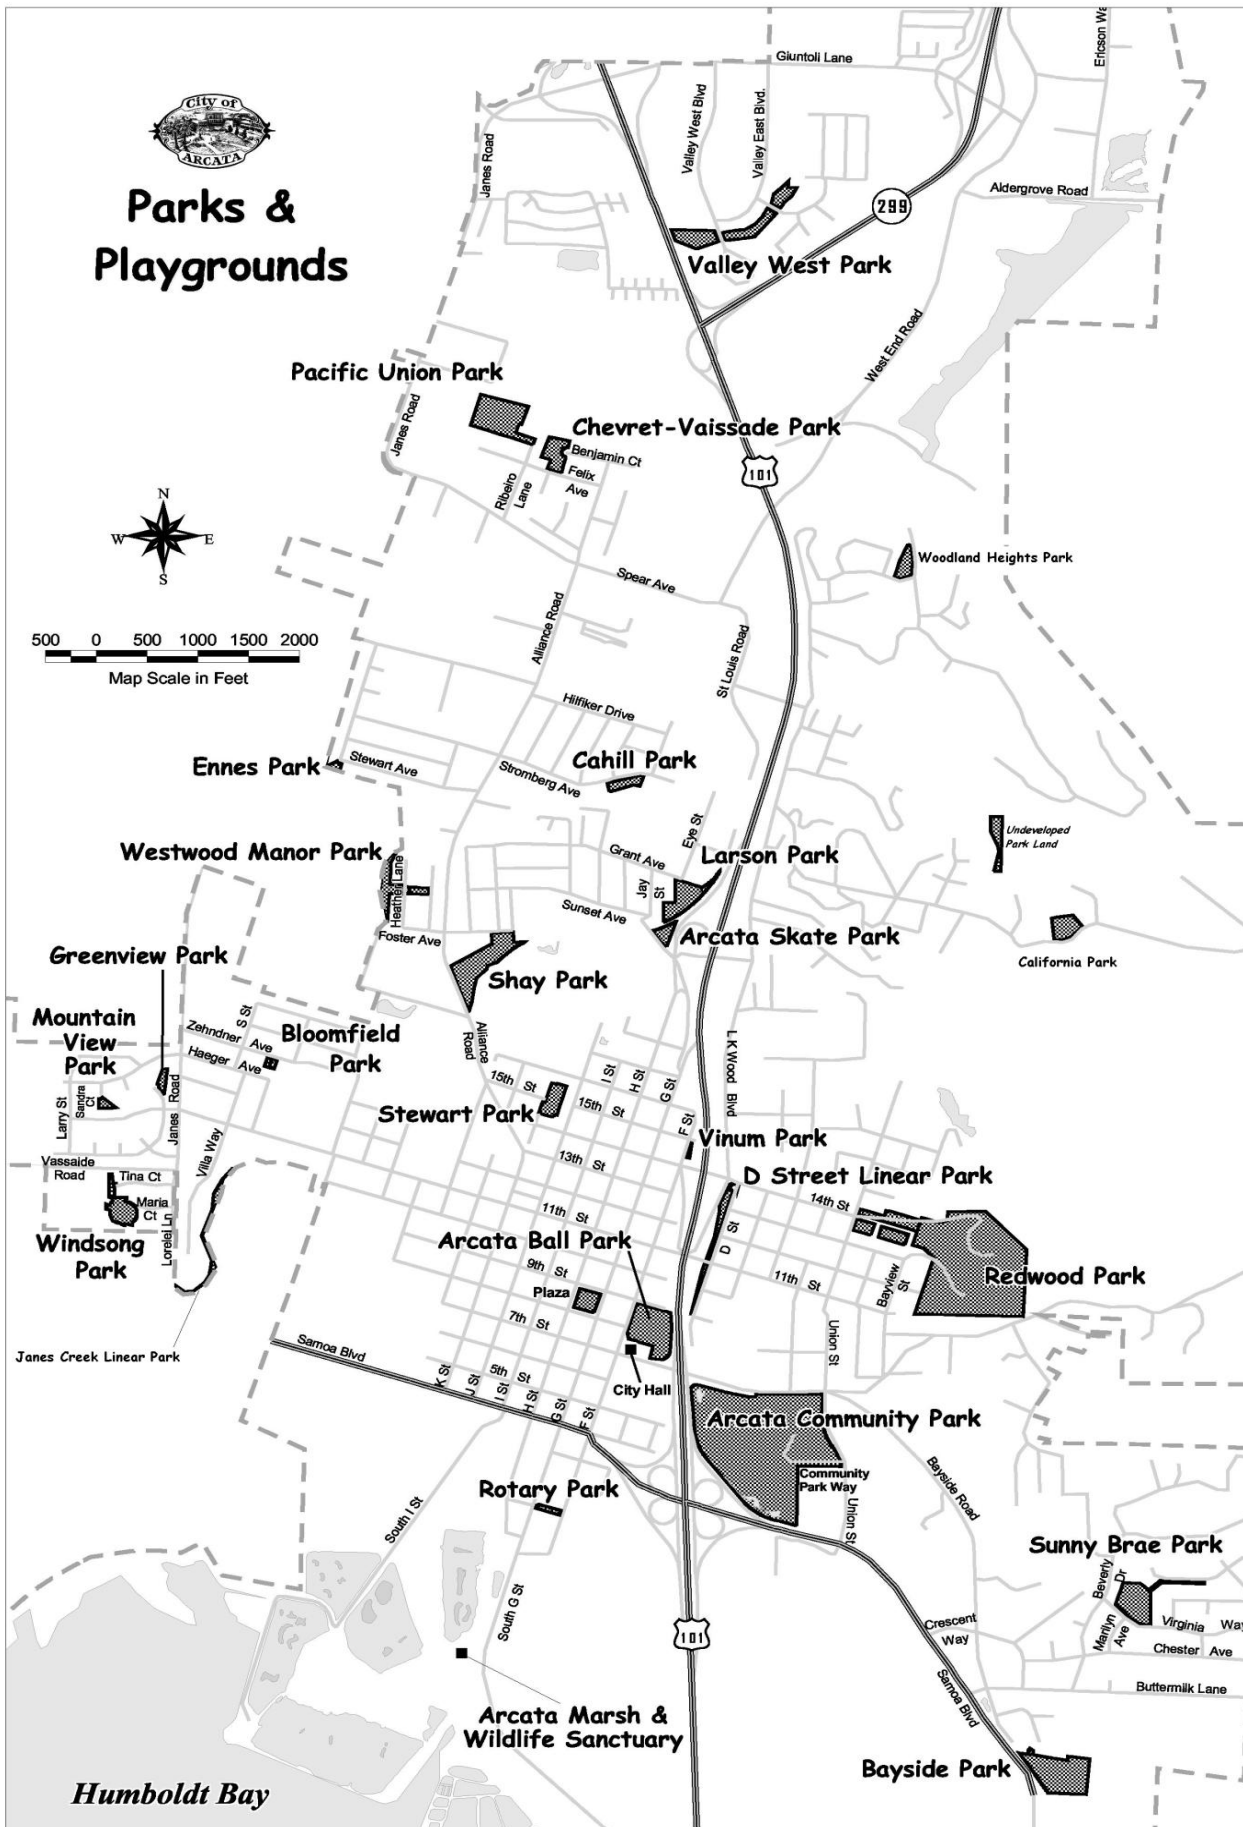 City of
ARCATA
Parks &
Playgrounds
Giuntoli Lane
Ericson Wa
Valley West Blvd
Valley East Blvd.
Janes Road
299
Aldergrove Road
Valley West Park
West End Road
Pacific Union Park
Janes Road
Chevret-Vaissade Park
Benjamin Ct
Felix
Ave
Ribeiro
Lane
101
N
W
E
S
Woodland Heights Park
Spear Ave
500 0 500 1000 1500 2000
Map Scale in Feet
Alliance Road
St Louis Road
Hilfiker Drive
Ennes Park
Stewart Ave
Stromberg Ave
Cahill Park
Eye St
Undeveloped
Park Land
Westwood Manor Park
Heather Lane
Grant Ave
Larson Park
Jay
St
Sunset Ave
Foster Ave
Arcata Skate Park
California Park
Greenview Park
Shay Park
Mountain
View
Park
S St
Zehndner Ave
Haeger Ave
Bloomfield
Park
Alliance
Road
L K Wood Blvd
Larry St
Sandra
Ct
Janes Road
15th St
15th St
I St
H St
G St
F St
Stewart Park
Vinum Park
Villa Way
13th St
Vassaide
Road
Tina Ct
Maria
Ct
Lorelei Ln
D Street Linear Park
14th St
11th St
D St
Windsong
Park
Arcata Ball Park
9th St
11th St
Bayview
St
Redwood Park
Plaza
7th St
Union St
Janes Creek Linear Park
Samoa Blvd
5th St
K St
J St
I St
H St
G St
F St
City Hall
Arcata Community Park
Community
Park Way
Bayside Road
Union St
Rotary Park
South I St
Sunny Brae Park
Beverly
Dr
South G St
101
Crescent
Way
Marilyn
Ave
Virginia Way
Chester Ave
Samoa Blvd
Buttermilk Lane
Arcata Marsh &
Wildlife Sanctuary
Bayside Park
Humboldt Bay